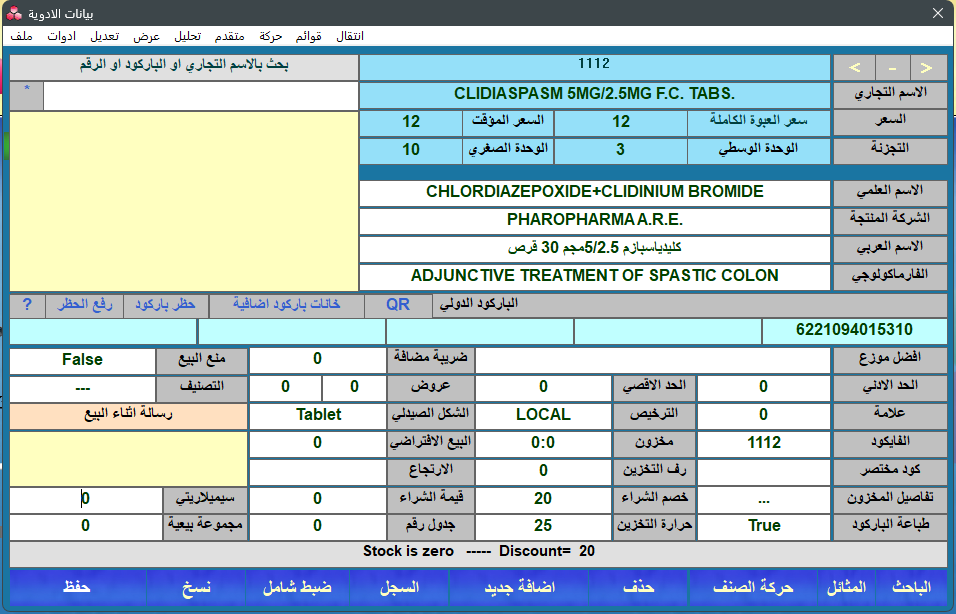 بيانات الادوية
ملف ادوات تعديل عرض تحليل متقدم حركة قوائم انتقال
بحث بالاسم التجاري او الباركود او الرقم
1112
< - >
*
الاسم التجاري CLIDIASPASM 5MG/2.5MG F.C. TABS.
السعر سعر العبوة الكاملة 12 السعر المؤقت 12
التجزئة الوحدة الوسطي 3 الوحدة الصغري 10
الاسم العلمي CHLORDIAZEPOXIDE+CLIDINIUM BROMIDE
الشركة المنتجة PHAROPHARMA A.R.E.
الاسم العربي كليدياسبازم 5/2.5مجم 30 قرص
الفارماكولوجي ADJUNCTIVE TREATMENT OF SPASTIC COLON
الباركود الدولي QR خانات باركود اضافية حظر باركود رفع الحظر ?
6221094015310
افضل موزع ضريبة مضافة 0 منع البيع False
الحد الادني 0 الحد الاقصي 0 عروض 0 0 التصنيف ---
علامة 0 الترخيص LOCAL الشكل الصيدلي Tablet رسالة اثناء البيع
الفايكود 1112 مخزون 0:0 البيع الافتراضي 0
كود مختصر رف التخزين 0 الارتجاع
تفاصيل المخزون ... خصم الشراء 20 قيمة الشراء 0 سيميلاريتي 0
طباعة الباركود True حرارة التخزين 25 جدول رقم 0 مجموعة بيعية 0
Stock is zero ----- Discount= 20
الباحث المثائل حركة الصنف حذف اضافة جديد السجل ضبط شامل نسخ حفظ